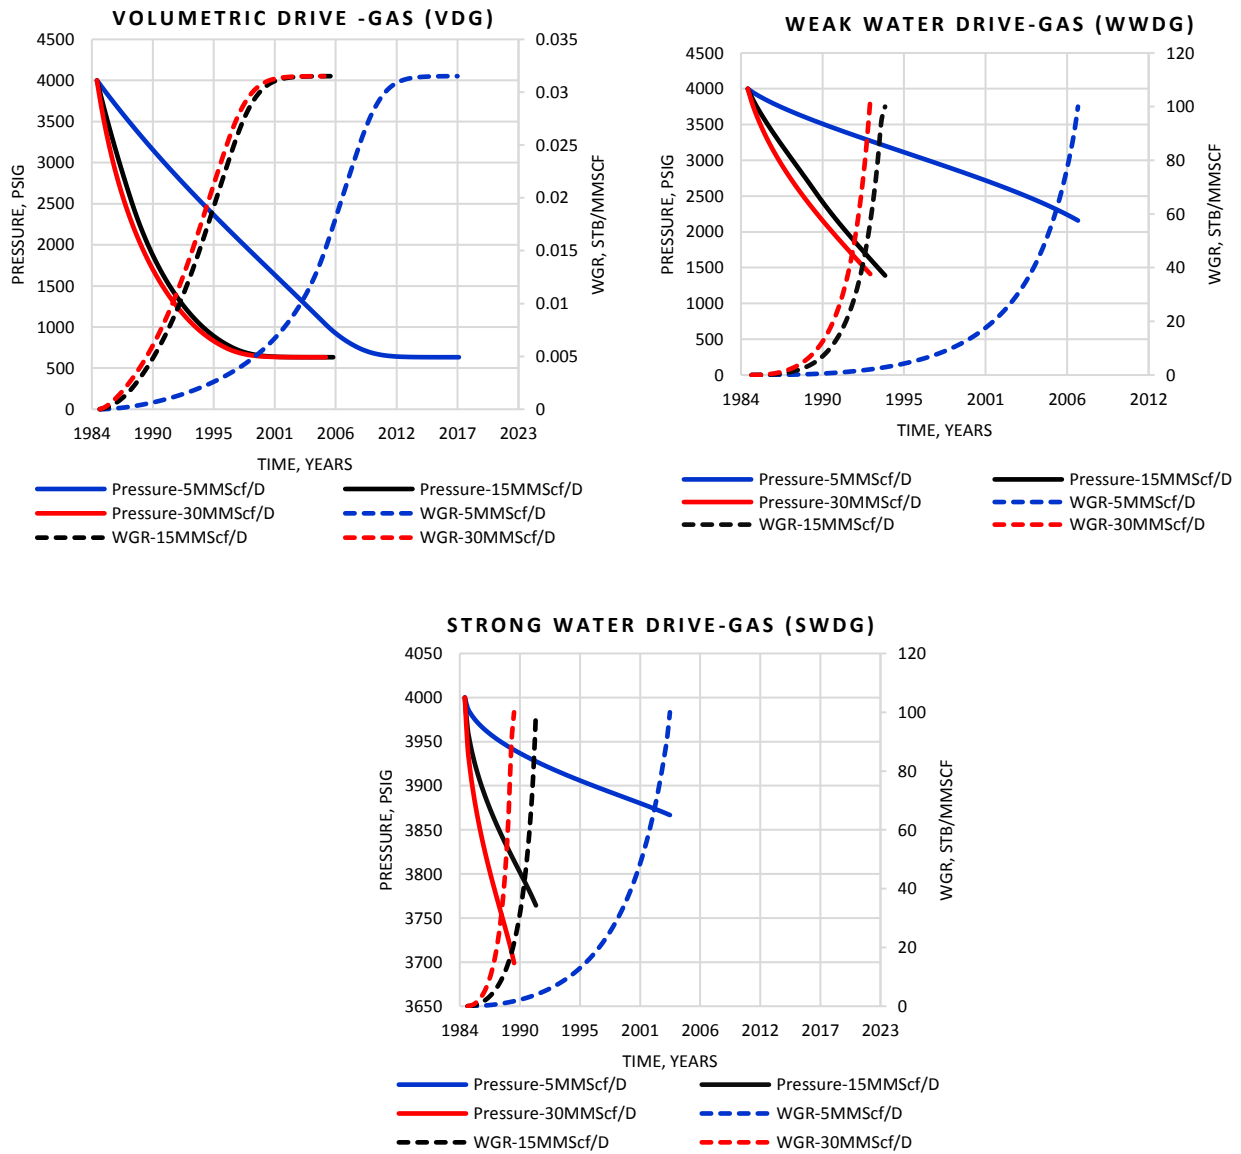 VOLUMETRIC DRIVE -GAS (VDG)
4500
4000
3500
3000
2500
2000
1500
1000
500
0
PRESSURE, PSIG
0.035
0.03
0.025
0.02
0.015
0.01
0.005
0
WGR, STB/MMSCF
1984 1990 1995 2001 2006 2012 2017 2023
TIME, YEARS
Pressure-5MMScf/D Pressure-15MMScf/D
Pressure-30MMScf/D WGR-5MMScf/D
WGR-15MMScf/D WGR-30MMScf/D
WEAK WATER DRIVE-GAS (WWDG)
4500
4000
3500
3000
2500
2000
1500
1000
500
0
PRESSURE, PSIG
120
100
80
60
40
20
0
WGR, STB/MMSCF
1984 1990 1995 2001 2006 2012
TIME, YEARS
Pressure-5MMScf/D Pressure-15MMScf/D
Pressure-30MMScf/D WGR-5MMScf/D
WGR-15MMScf/D WGR-30MMScf/D
STRONG WATER DRIVE-GAS (SWDG)
4050
4000
3950
3900
3850
3800
3750
3700
3650
PRESSURE, PSIG
120
100
80
60
40
20
0
WGR, STB/MMSCF
1984 1990 1995 2001 2006 2012 2017 2023
TIME, YEARS
Pressure-5MMScf/D Pressure-15MMScf/D
Pressure-30MMScf/D WGR-5MMScf/D
WGR-15MMScf/D WGR-30MMScf/D